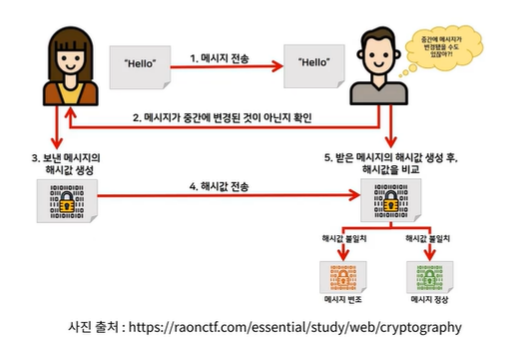 중간에 메시지가
변경됐을 수도
있잖아?!
"Hello"
1. 메시지 전송
"Hello"
2. 메시지가 중간에 변경된 것이 아닌지 확인
3. 보낸 메시지의
해시값 생성
4. 해시값 전송
5. 받은 메시지의 해시값 생성 후,
해시값을 비교
해시값 불일치
해시값 불일치
메시지 변조
메시지 정상
사진 출처 : https://raonctf.com/essential/study/web/cryptography